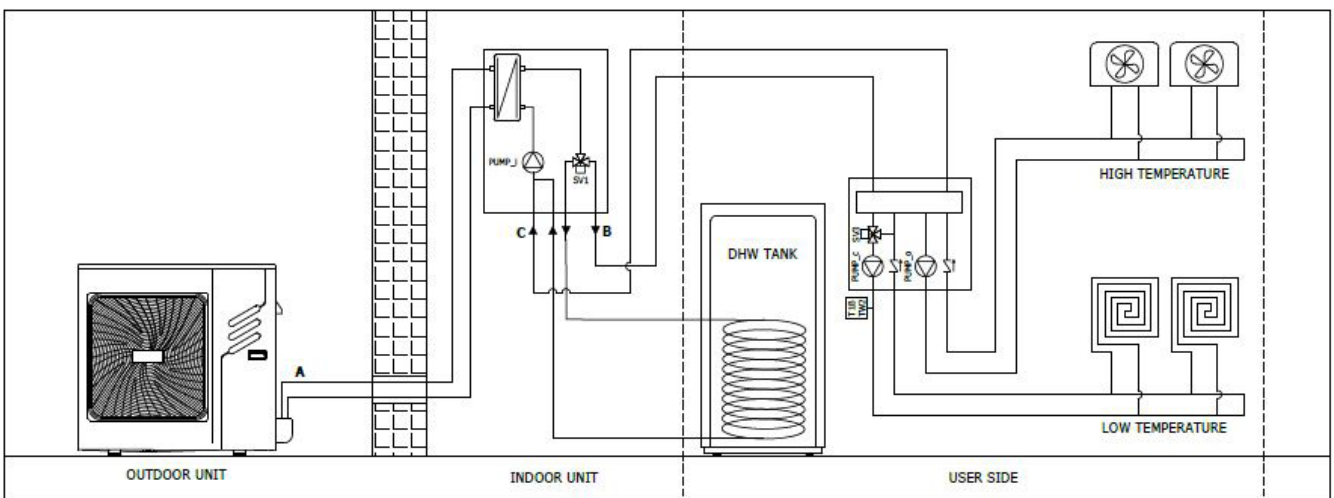 PUMP_I
SV1
HIGH TEMPERATURE
C
B
DHW TANK
SV3
PUMP_C
PUMP_O
T1B
TW2
A
LOW TEMPERATURE
OUTDOOR UNIT
INDOOR UNIT
USER SIDE